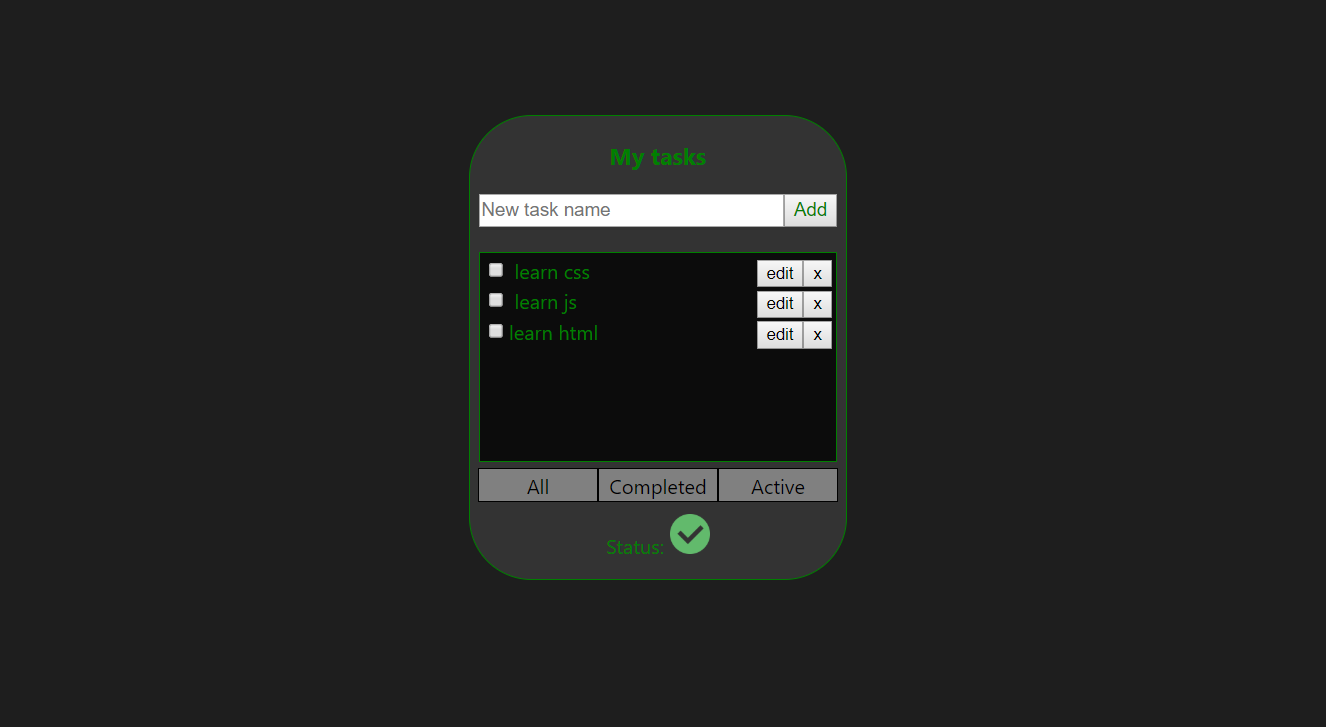 My tasks
New task name Add
learn css edit x
learn js edit x
learn html edit x
All Completed Active
Status: